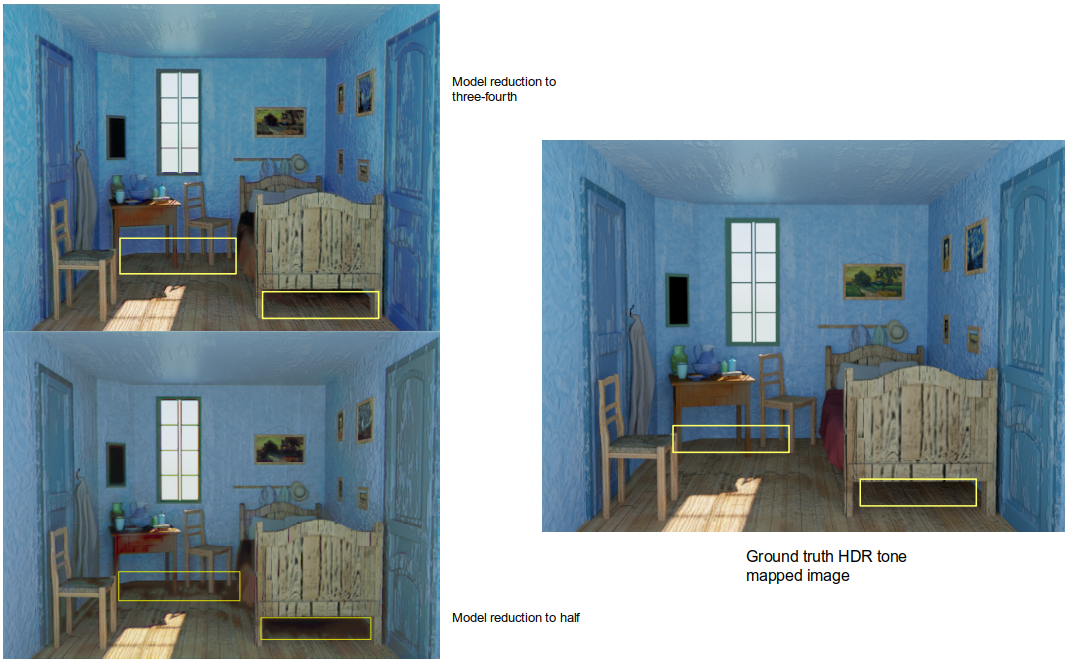 Model reduction to
three-fourth
Ground truth HDR tone
mapped image
Model reduction to half